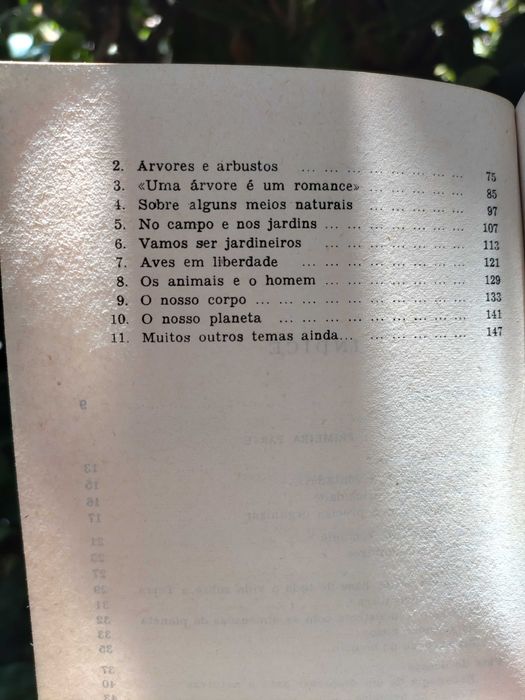 2. Árvores e arbustos ... ... ... ... ... ... ... 75
3. «Uma árvore é um romance» ... ... ... ... ... 85
4. Sobre alguns meios naturais ... ... ... ... ... 97
5. No campo e nos jardins ... ... ... ... ... ... ... 107
6. Vamos ser jardineiros ... ... ... ... ... ... 113
7. Aves em liberdade ... ... ... ... ... ... ... 121
8. Os animais e o homem ... ... ... ... ... ... ... 129
9. O nosso corpo ... ... ... ... ... ... ... ... ... 133
10. O nosso planeta ... ... ... ... ... ... ... ... 141
11. Muitos outros temas ainda... ... ... ... ... ... 147